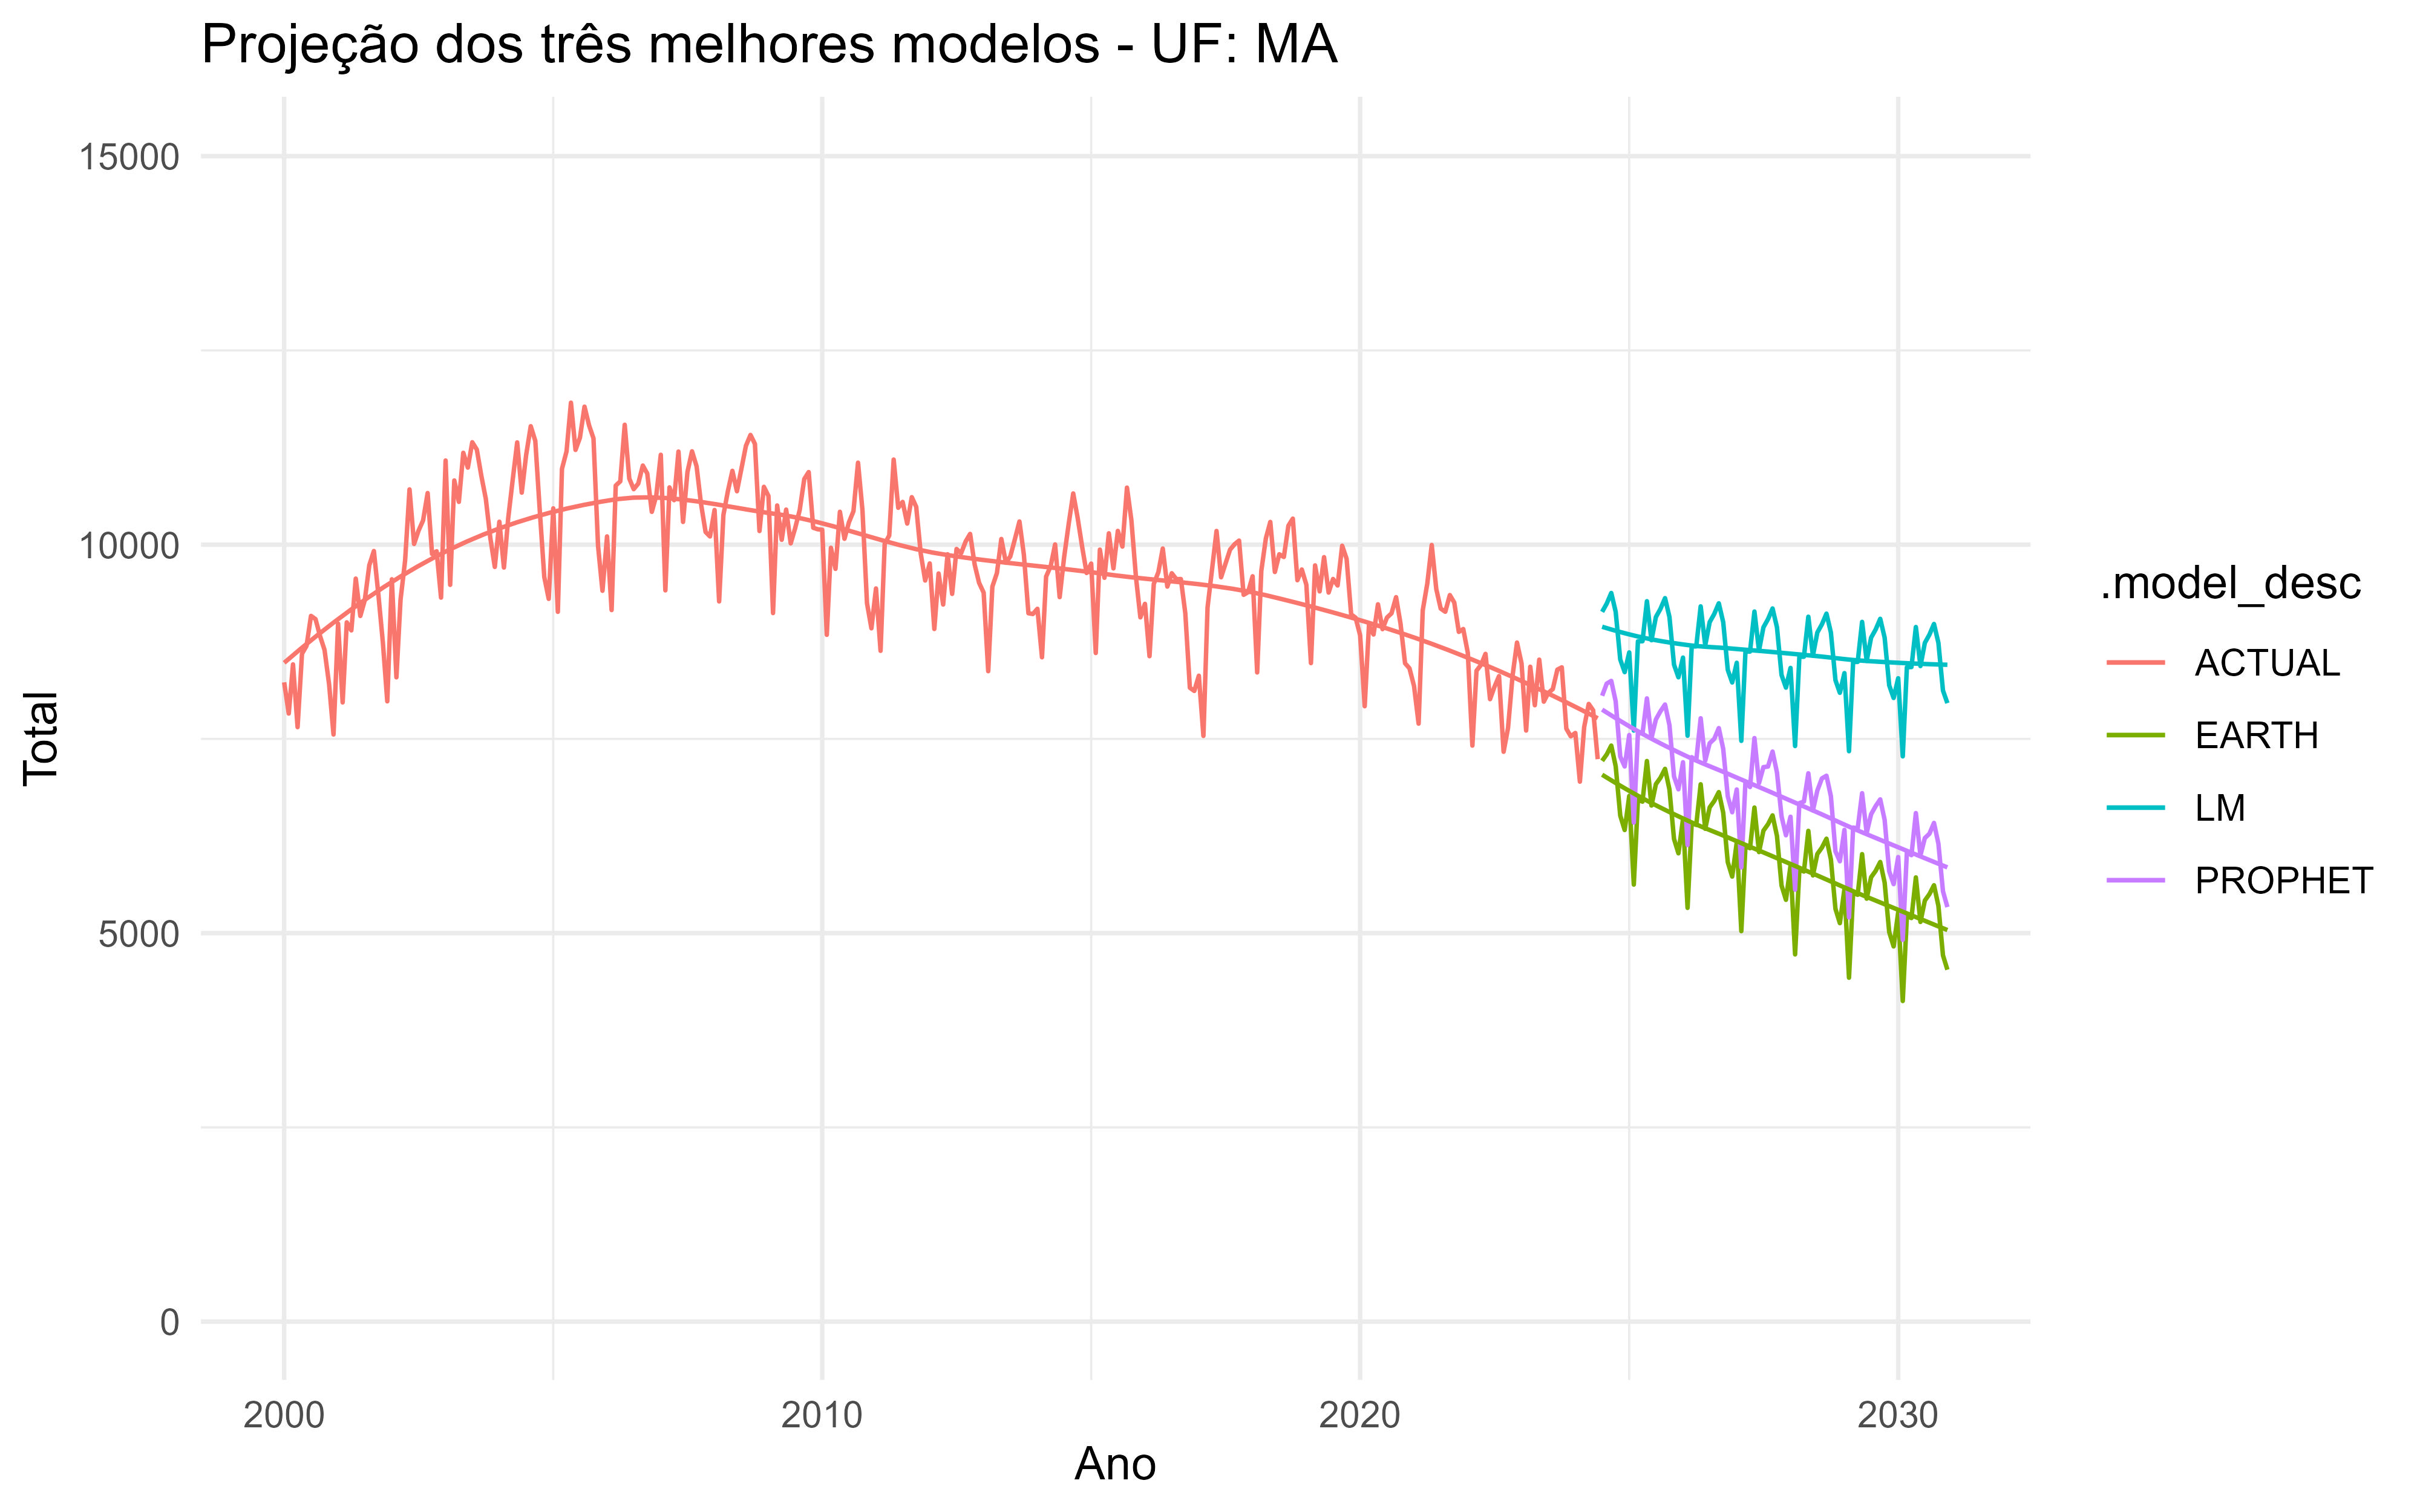 Projeção dos três melhores modelos - UF: MA
15000
10000
5000
0
Total
2000
2010
2020
2030
Ano
.model_desc
ACTUAL
EARTH
LM
PROPHET